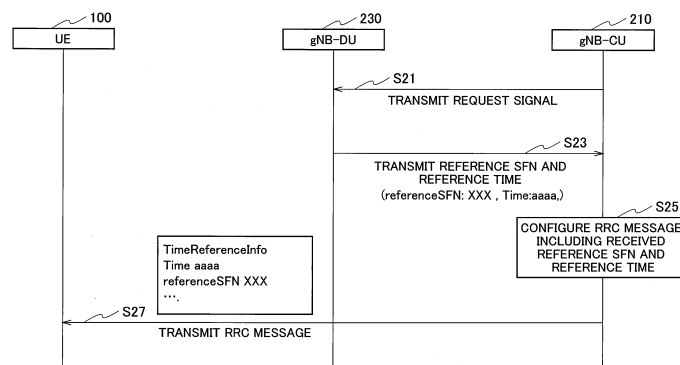 100
230
210
UE
gNB-DU
gNB-CU
S21
TRANSMIT REQUEST SIGNAL
S23
TRANSMIT REFERENCE SFN AND
REFERENCE TIME
(referenceSFN: XXX , Time:aaaa,)
S25
CONFIGURE RRC MESSAGE
INCLUDING RECEIVED
REFERENCE SFN AND
REFERENCE TIME
TimeReferenceInfo
Time aaaa
referenceSFN XXX
….
S27
TRANSMIT RRC MESSAGE